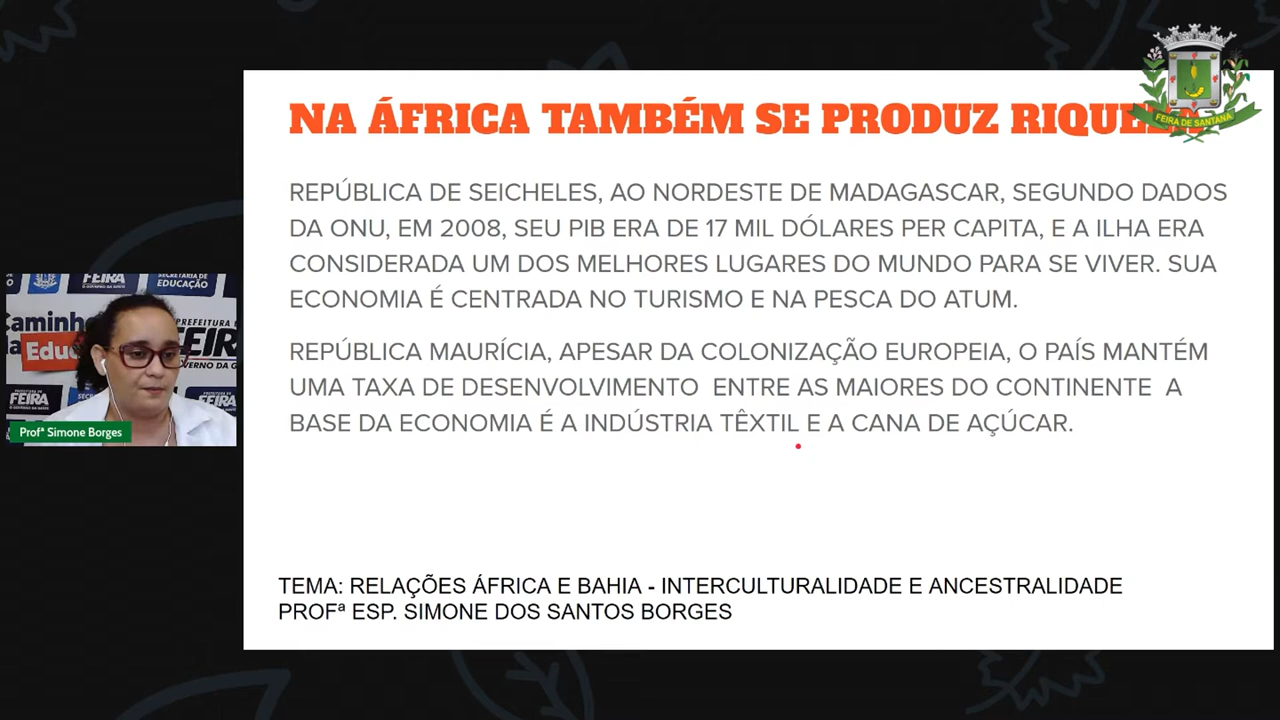 NA ÁFRICA TAMBÉM SE PRODUZ
FEIRA DE SANTANA
REPÚBLICA DE SEICHELES, AO NORDESTE DE MADAGASCAR, SEGUNDO DADOS
DA ONU, EM 2008, SEU PIB ERA DE 17 MIL DÓLARES PER CAPITA, E A ILHA ERA
CONSIDERADA UM DOS MELHORES LUGARES DO MUNDO PARA SE VIVER. SUA
ECONOMIA É CENTRADA NO TURISMO E NA PESCA DO ATUM.
REPÚBLICA MAURÍCIA, APESAR DA COLONIZAÇÃO EUROPEIA, O PAÍS MANTÉM
UMA TAXA DE DESENVOLVIMENTO ENTRE AS MAIORES DO CONTINENTE A
BASE DA ECONOMIA É A INDÚSTRIA TÊXTIL E A CANA DE AÇÚCAR.
FEIRA
EDUCAÇÃO
Profª Simone Borges
TEMA: RELAÇÕES ÁFRICA E BAHIA - INTERCULTURALIDADE E ANCESTRALIDADE
PROFª ESP. SIMONE DOS SANTOS BORGES